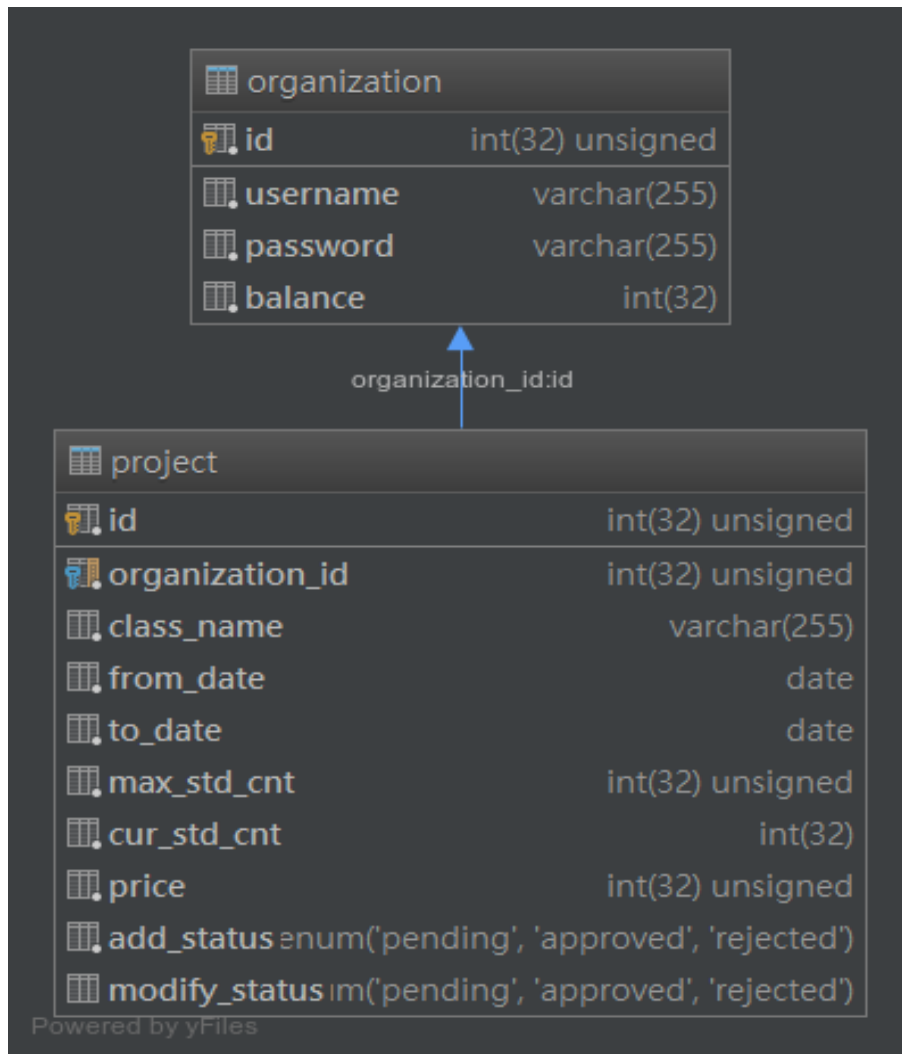 organization
id int(32) unsigned
username varchar(255)
password varchar(255)
balance int(32)
organization_id:id
project
id int(32) unsigned
organization_id int(32) unsigned
class_name varchar(255)
from_date date
to_date date
max_std_cnt int(32) unsigned
cur_std_cnt int(32)
price int(32) unsigned
add_status enum('pending', 'approved', 'rejected')
modify_status m('pending', 'approved', 'rejected')
Powered by yFiles